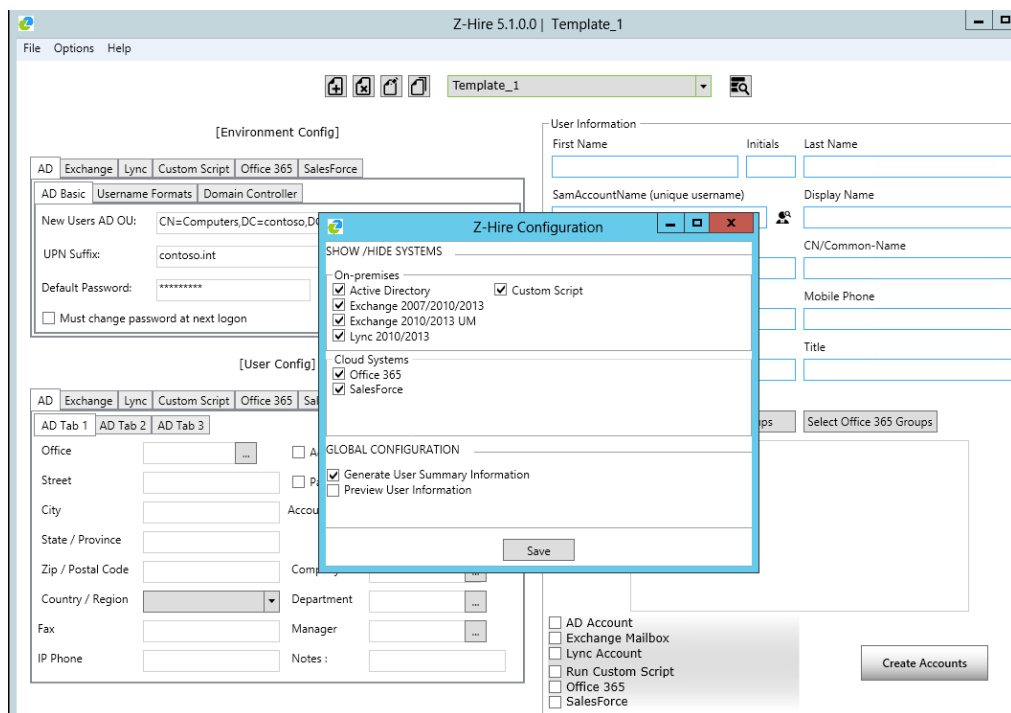 Z-Hire 5.1.0.0 | Template_1
File Options Help
Template_1
[Environment Config]
AD Exchange Lync Custom Script Office 365 SalesForce
AD Basic Username Formats Domain Controller
New Users AD OU: CN=Computers,DC=contoso,DC
UPN Suffix: contoso.int
Default Password: *********
Must change password at next logon
[User Config]
AD Exchange Lync Custom Script Office 365 Sal
AD Tab 1 AD Tab 2 AD Tab 3
Office ...
Street
City Accou
State / Province
Zip / Postal Code Comp ...
Country / Region Department ...
Fax Manager ...
IP Phone Notes :
User Information
First Name Initials Last Name
SamAccountName (unique username) Display Name
CN/Common-Name
Mobile Phone
Title
ps Select Office 365 Groups
Z-Hire Configuration
SHOW /HIDE SYSTEMS
On-premises
Active Directory Custom Script
Exchange 2007/2010/2013
Exchange 2010/2013 UM
Lync 2010/2013
Cloud Systems
Office 365
SalesForce
GLOBAL CONFIGURATION
Generate User Summary Information
Preview User Information
Save
AD Account
Exchange Mailbox
Lync Account
Run Custom Script
Office 365
SalesForce
Create Accounts